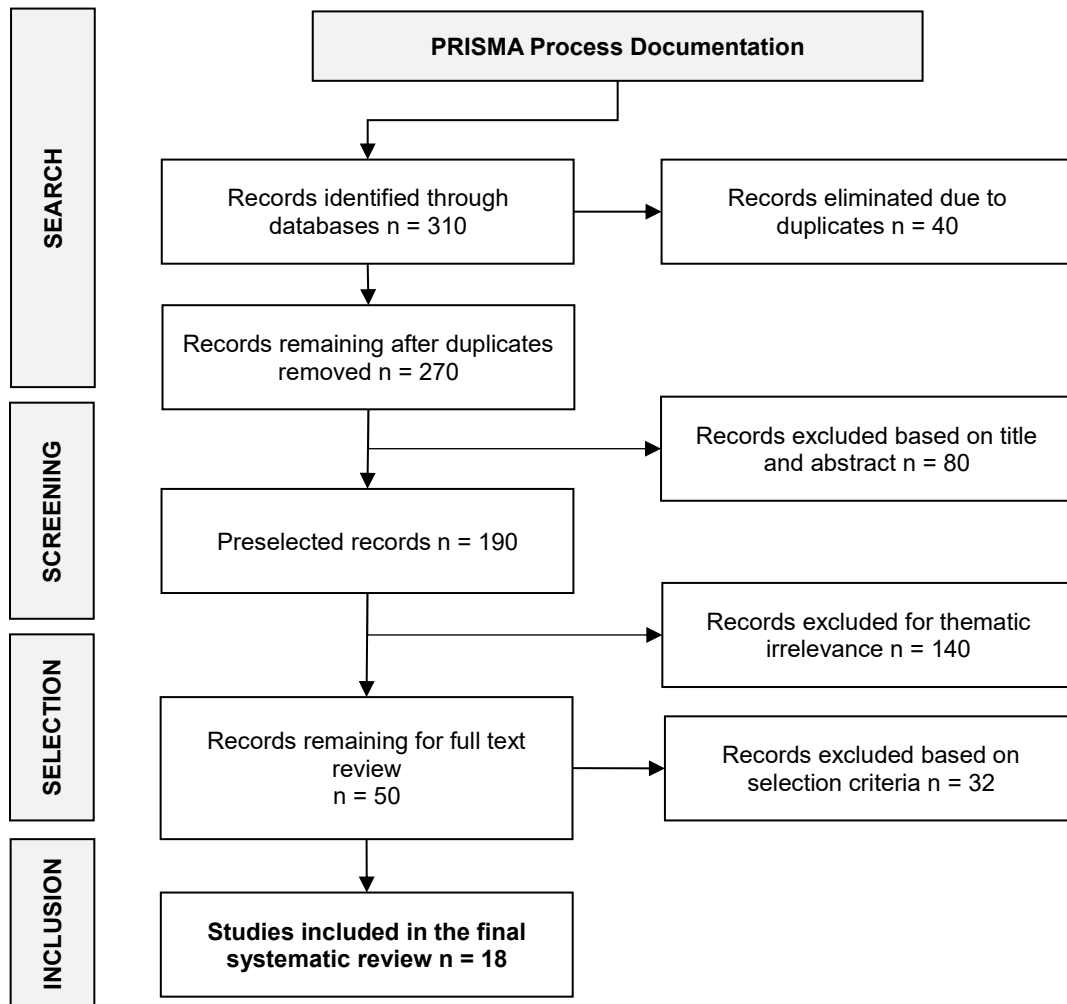 PRISMA Process Documentation
SEARCH
Records identified through
databases n = 310
Records eliminated due to
duplicates n = 40
Records remaining after duplicates
removed n = 270
SCREENING
Records excluded based on title
and abstract n = 80
Preselected records n = 190
Records excluded for thematic
irrelevance n = 140
SELECTION
Records remaining for full text
review
n = 50
Records excluded based on
selection criteria n = 32
INCLUSION
Studies included in the final
systematic review n = 18